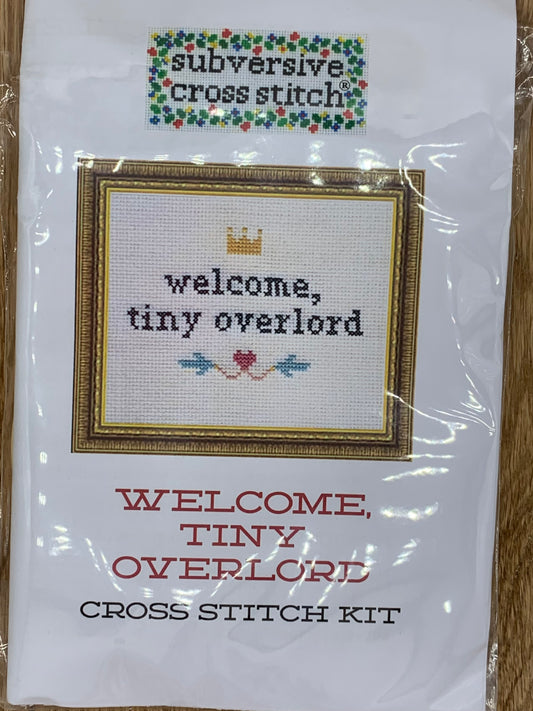 subversive
cross stitch®
welcome,
tiny overlord
WELCOME,
TINY
OVERLORD
CROSS STITCH KIT